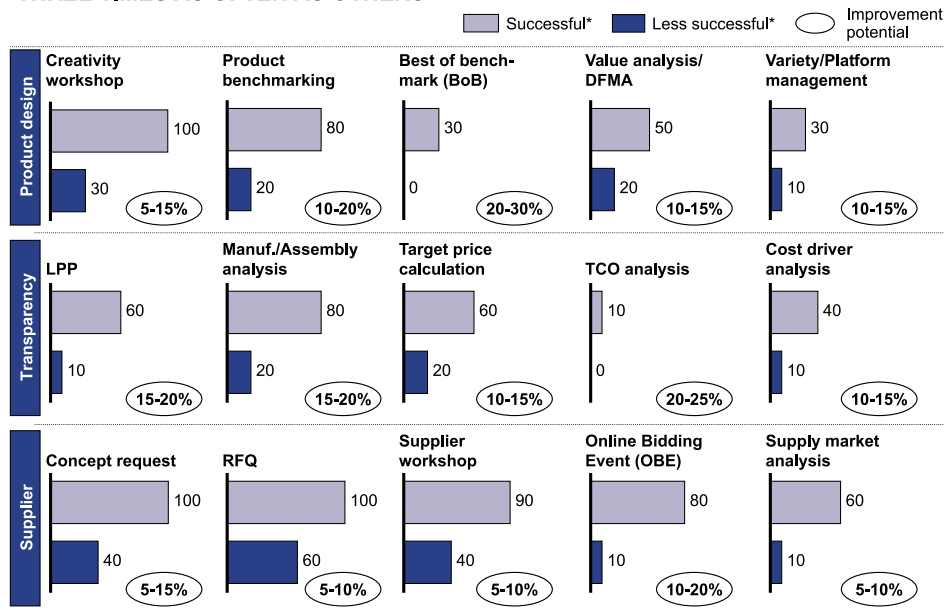 Successful*
Less successful*
Improvement
potential
Product design
Creativity
workshop
100
30
5-15%
Product
benchmarking
80
20
10-20%
Best of bench-
mark (BoB)
30
0
20-30%
Value analysis/
DFMA
50
20
10-15%
Variety/Platform
management
30
10
10-15%
Transparency
LPP
60
10
15-20%
Manuf./Assembly
analysis
80
20
15-20%
Target price
calculation
60
20
10-15%
TCO analysis
10
0
20-25%
Cost driver
analysis
40
10
10-15%
Supplier
Concept request
100
40
5-15%
RFQ
100
60
5-10%
Supplier
workshop
90
40
5-10%
Online Bidding
Event (OBE)
80
10
10-20%
Supply market
analysis
60
10
5-10%